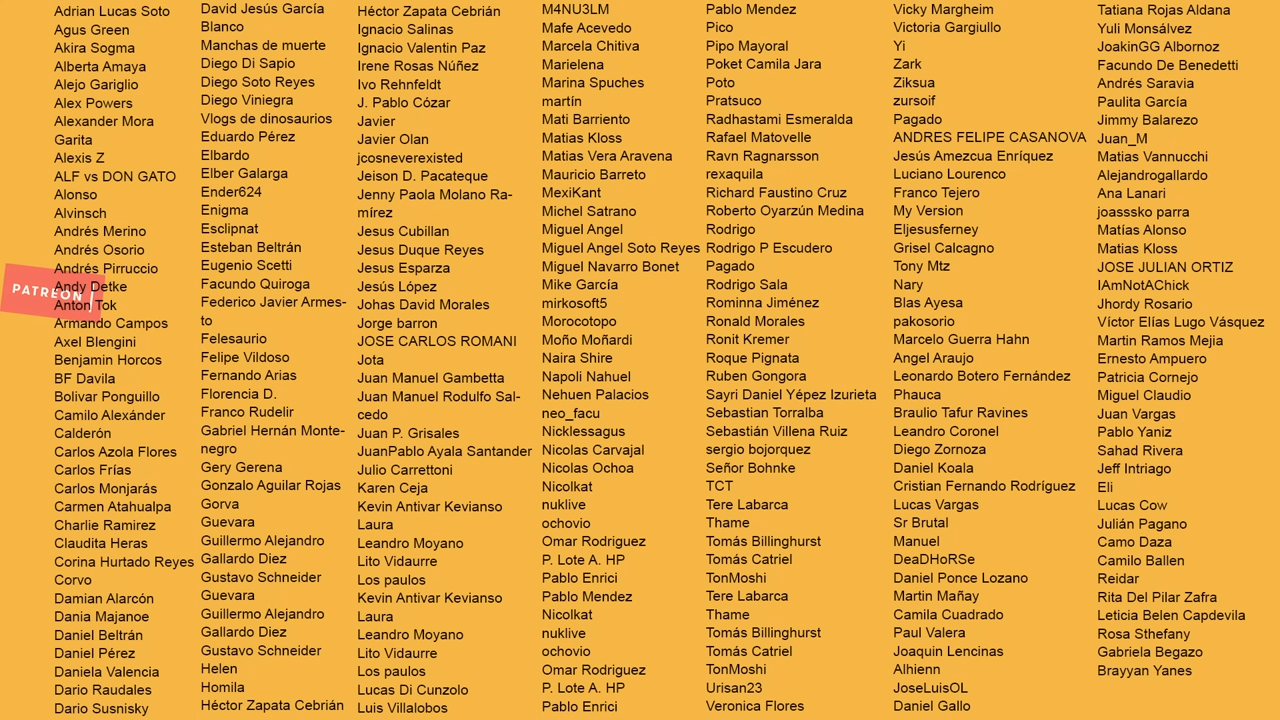 Adrian Lucas Soto
Agus Green
Akira Sogma
Alberta Amaya
Alejo Gariglio
Alex Powers
Alexander Mora
Garita
Alexis Z
ALF vs DON GATO
Alonso
Alvinsch
Andrés Merino
Andrés Osorio
Andrés Pirruccio
Andy Detke
PATREON
Anton Tok
Armando Campos
Axel Blengini
Benjamin Horcos
BF Davila
Bolivar Ponguillo
Camilo Alexánder
Calderón
Carlos Azola Flores
Carlos Frías
Carlos Monjarás
Carmen Atahualpa
Charlie Ramirez
Claudita Heras
Corina Hurtado Reyes
Corvo
Damian Alarcón
Dania Majanoe
Daniel Beltrán
Daniel Pérez
Daniela Valencia
Dario Raudales
Dario Susnisky
David Jesús García
Blanco
Manchas de muerte
Diego Di Sapio
Diego Soto Reyes
Diego Viniegra
Vlogs de dinosaurios
Eduardo Pérez
Elbardo
Elber Galarga
Ender624
Enigma
Esclipnat
Esteban Beltrán
Eugenio Scetti
Facundo Quiroga
Federico Javier Armes-
to
Felesaurio
Felipe Vildoso
Fernando Arias
Florencia D.
Franco Rudelir
Gabriel Hernán Monte-
negro
Gery Gerena
Gonzalo Aguilar Rojas
Gorva
Guevara
Guillermo Alejandro
Gallardo Diez
Gustavo Schneider
Guevara
Guillermo Alejandro
Gallardo Diez
Gustavo Schneider
Helen
Homila
Héctor Zapata Cebrián
Héctor Zapata Cebrián
Ignacio Salinas
Ignacio Valentin Paz
Irene Rosas Núñez
Ivo Rehnfeldt
J. Pablo Cózar
Javier
Javier Olan
jcosneverexisted
Jeison D. Pacateque
Jenny Paola Molano Ra-
mírez
Jesus Cubillan
Jesus Duque Reyes
Jesus Esparza
Jesús López
Johas David Morales
Jorge barron
JOSE CARLOS ROMANI
Jota
Juan Manuel Gambetta
Juan Manuel Rodulfo Sal-
cedo
Juan P. Grisales
JuanPablo Ayala Santander
Julio Carrettoni
Karen Ceja
Kevin Antivar Kevianso
Laura
Leandro Moyano
Lito Vidaurre
Los paulos
Kevin Antivar Kevianso
Laura
Leandro Moyano
Lito Vidaurre
Los paulos
Lucas Di Cunzolo
Luis Villalobos
M4NU3LM
Mafe Acevedo
Marcela Chitiva
Marielena
Marina Spuches
martín
Mati Barriento
Matias Kloss
Matias Vera Aravena
Mauricio Barreto
MexiKant
Michel Satrano
Miguel Angel
Miguel Angel Soto Reyes
Miguel Navarro Bonet
Mike García
mirkosoft5
Morocotopo
Moño Moñardi
Naira Shire
Napoli Nahuel
Nehuen Palacios
neo_facu
Nicklessagus
Nicolas Carvajal
Nicolas Ochoa
Nicolkat
nuklive
ochovio
Omar Rodriguez
P. Lote A. HP
Pablo Enrici
Pablo Mendez
Nicolkat
nuklive
ochovio
Omar Rodriguez
P. Lote A. HP
Pablo Enrici
Pablo Mendez
Pico
Pipo Mayoral
Poket Camila Jara
Poto
Pratsuco
Radhastami Esmeralda
Rafael Matovelle
Ravn Ragnarsson
rexaquila
Richard Faustino Cruz
Roberto Oyarzún Medina
Rodrigo
Rodrigo P Escudero
Pagado
Rodrigo Sala
Rominna Jiménez
Ronald Morales
Ronit Kremer
Roque Pignata
Ruben Gongora
Sayri Daniel Yépez Izurieta
Sebastian Torralba
Sebastián Villena Ruiz
sergio bojorquez
Señor Bohnke
TCT
Tere Labarca
Thame
Tomás Billinghurst
Tomás Catriel
TonMoshi
Tere Labarca
Thame
Tomás Billinghurst
Tomás Catriel
TonMoshi
Urisan23
Veronica Flores
Vicky Margheim
Victoria Gargiullo
Yi
Zark
Ziksua
zursoif
Pagado
ANDRES FELIPE CASANOVA
Jesús Amezcua Enríquez
Luciano Lourenco
Franco Tejero
My Version
Eljesusferney
Grisel Calcagno
Tony Mtz
Nary
Blas Ayesa
pakosorio
Marcelo Guerra Hahn
Angel Araujo
Leonardo Botero Fernández
Phauca
Braulio Tafur Ravines
Leandro Coronel
Diego Zornoza
Daniel Koala
Cristian Fernando Rodríguez
Lucas Vargas
Sr Brutal
Manuel
DeaDHoRSe
Daniel Ponce Lozano
Martin Mañay
Camila Cuadrado
Paul Valera
Joaquin Lencinas
Alhienn
JoseLuisOL
Daniel Gallo
Tatiana Rojas Aldana
Yuli Monsálvez
JoakinGG Albornoz
Facundo De Benedetti
Andrés Saravia
Paulita García
Jimmy Balarezo
Juan_M
Matias Vannucchi
Alejandrogallardo
Ana Lanari
joasssko parra
Matías Alonso
Matias Kloss
JOSE JULIAN ORTIZ
IAmNotAChick
Jhordy Rosario
Víctor Elías Lugo Vásquez
Martin Ramos Mejia
Ernesto Ampuero
Patricia Cornejo
Miguel Claudio
Juan Vargas
Pablo Yaniz
Sahad Rivera
Jeff Intriago
Eli
Lucas Cow
Julián Pagano
Camo Daza
Camilo Ballen
Reidar
Rita Del Pilar Zafra
Leticia Belen Capdevila
Rosa Sthefany
Gabriela Begazo
Brayyan Yanes